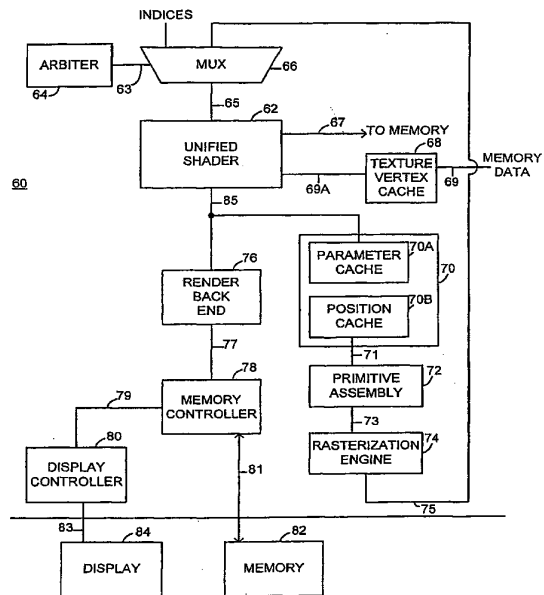 INDICES
ARBITER
64
63
MUX
66
65
62
UNIFIED
SHADER
67
TO MEMORY
68
TEXTURE
VERTEX
CACHE
69A
69
MEMORY
DATA
60
85
76
RENDER
BACK
END
PARAMETER
CACHE
70A
70
POSITION
CACHE
70B
77
71
78
MEMORY
CONTROLLER
PRIMITIVE
ASSEMBLY
72
79
73
80
DISPLAY
CONTROLLER
81
RASTERIZATION
ENGINE
74
75
83
84
DISPLAY
82
MEMORY